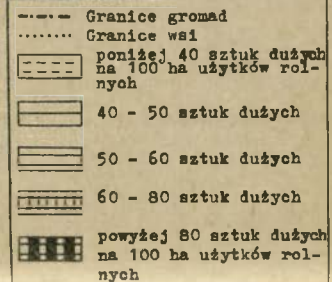 Granice gromad
Granice wsi
poniżej 40 sztuk dużych
na 100 ha użytków rol-
nych
40 - 50 sztuk dużych
50 - 60 sztuk dużych
60 - 80 sztuk dużych
powyżej 80 sztuk dużych
na 100 ha użytków rol-
nych